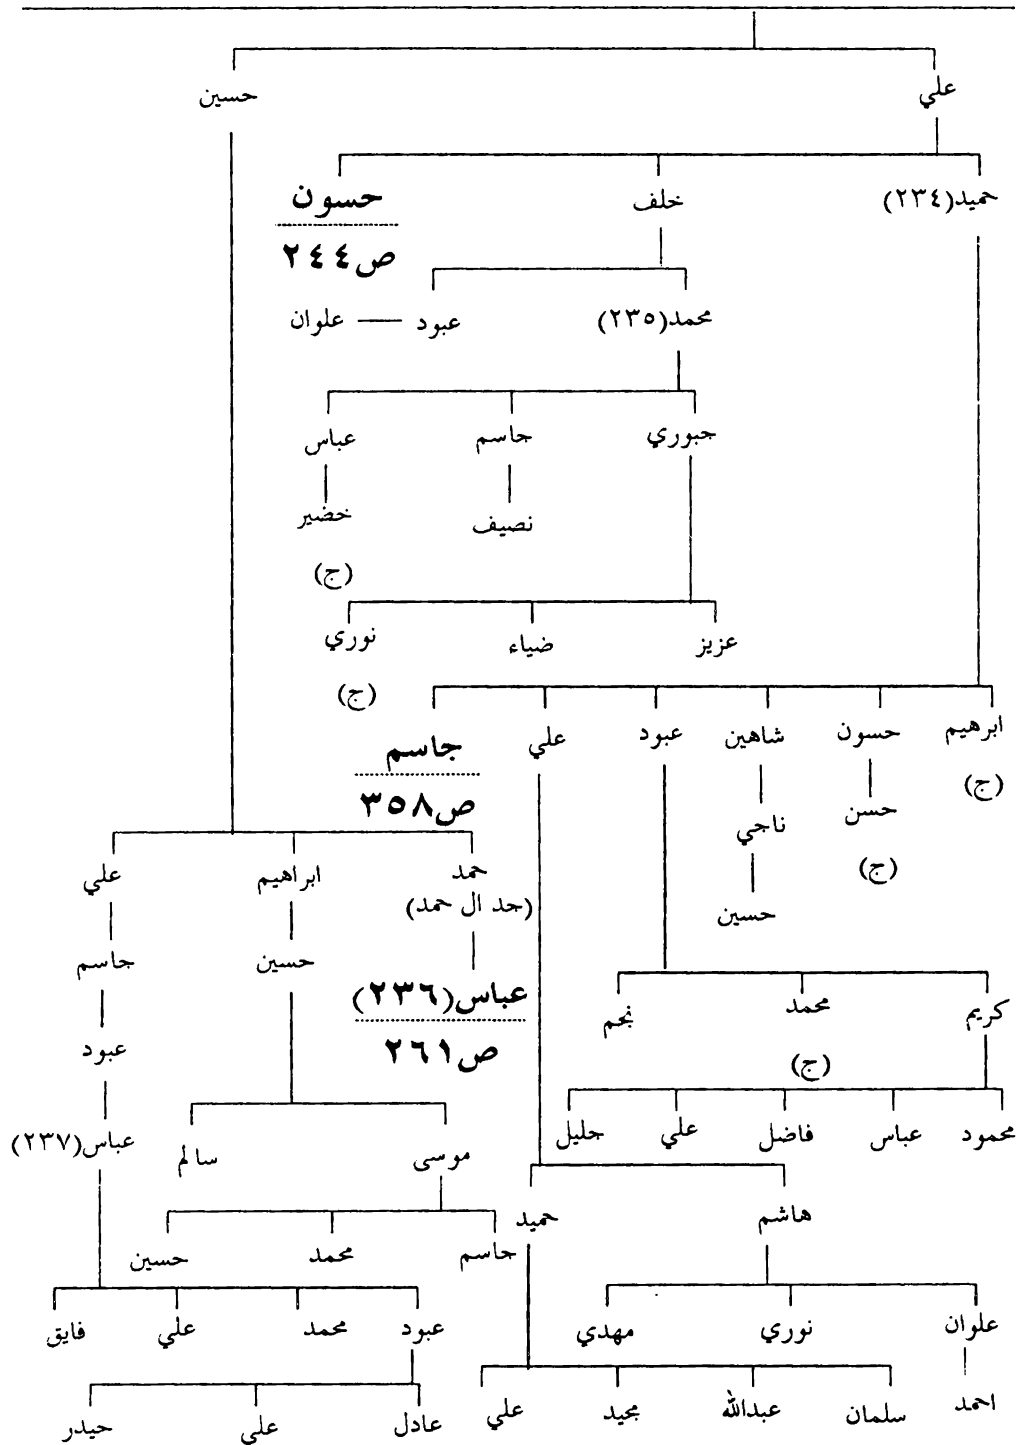 علي حسين
حميد(٢٣٤) خلف حسون
ص٢٤٤
محمد(٢٣٥) عبود علوان
جبوري جاسم عباس
نصيف خضير
(ج)
عزيز ضياء نوري
(ج)
ابرهيم حسون شاهين عبود علي جاسم
(ج) حسن ناجي ص٣٥٨
(ج)
حسين
حمد ابراهيم علي
(جد ال حمد)
عباس(٢٣٦) حسين جاسم
ص٢٦١ عبود
كريم محمد نجم
(ج)
محمود عباس فاضل علي جليل
موسى سالم عباس(٢٣٧)
هاشم حميد
جاسم محمد حسين
علوان نوري مهدي
عبود محمد علي فايق
احمد
سلمان عبدالله مجيد علي
عادل علي حيدر